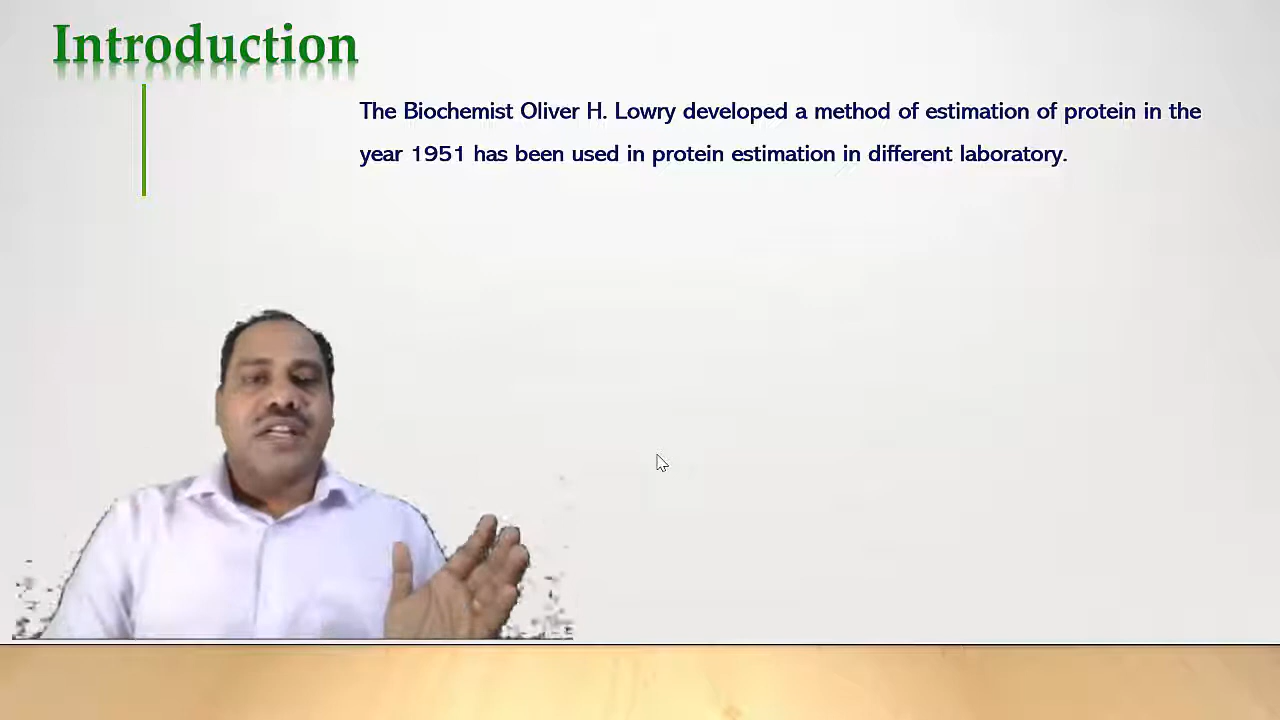 Introduction
The Biochemist Oliver H. Lowry developed a method of estimation of protein in the
year 1951 has been used in protein estimation in different laboratory.